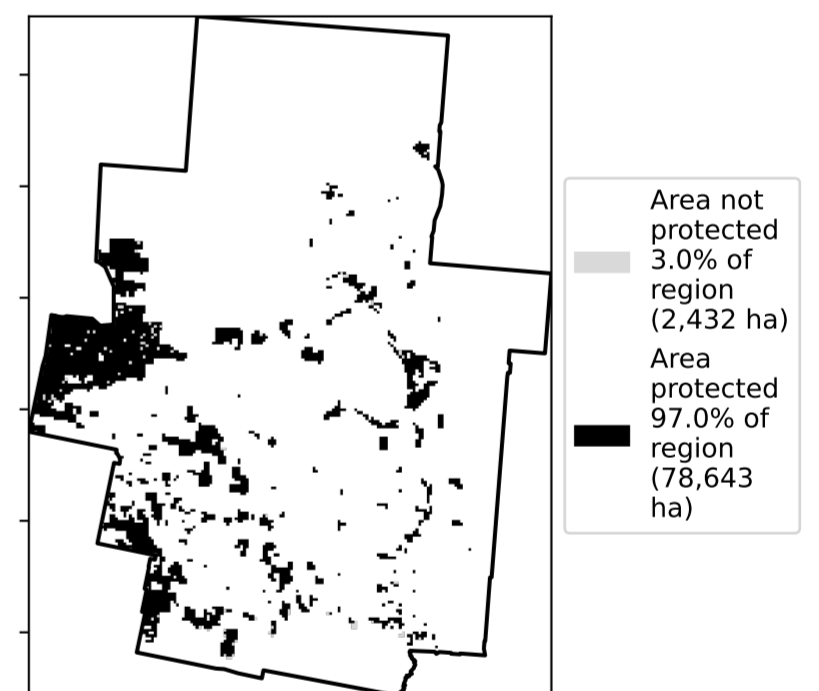 Area not
protected
3.0% of
region
(2,432 ha)
Area
protected
97.0% of
region
(78,643
ha)